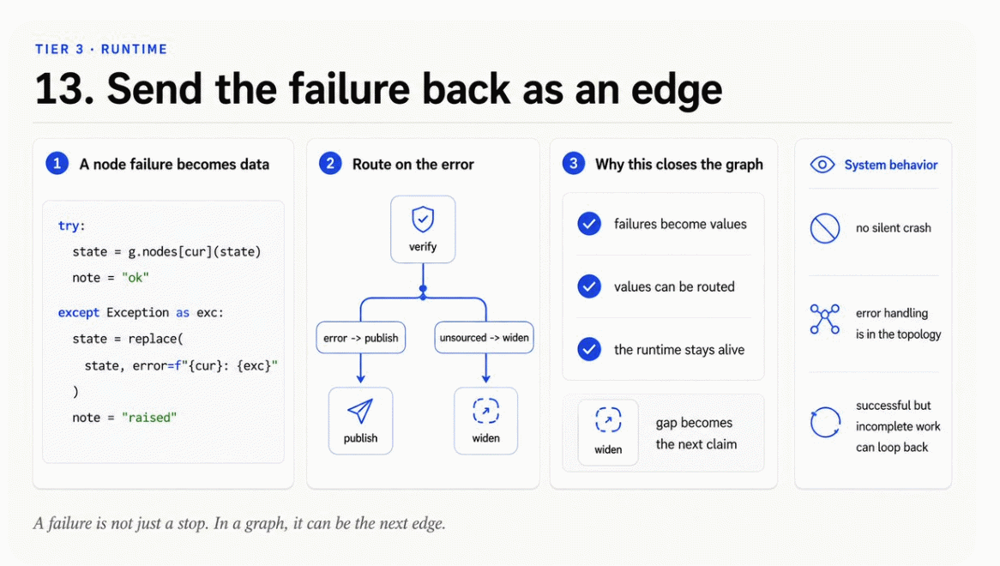 TIER 3 · RUNTIME
13. Send the failure back as an edge
1 A node failure becomes data
try:
state = g.nodes[cur](state)
note = "ok"
except Exception as exc:
state = replace(
state, error=f"{cur}: {exc}"
)
note = "raised"
2 Route on the error
verify
error -> publish
unsourced -> widen
publish
widen
3 Why this closes the graph
failures become values
values can be routed
the runtime stays alive
widen
gap becomes
the next claim
System behavior
no silent crash
error handling
is in the topology
successful but
incomplete work
can loop back
A failure is not just a stop. In a graph, it can be the next edge.